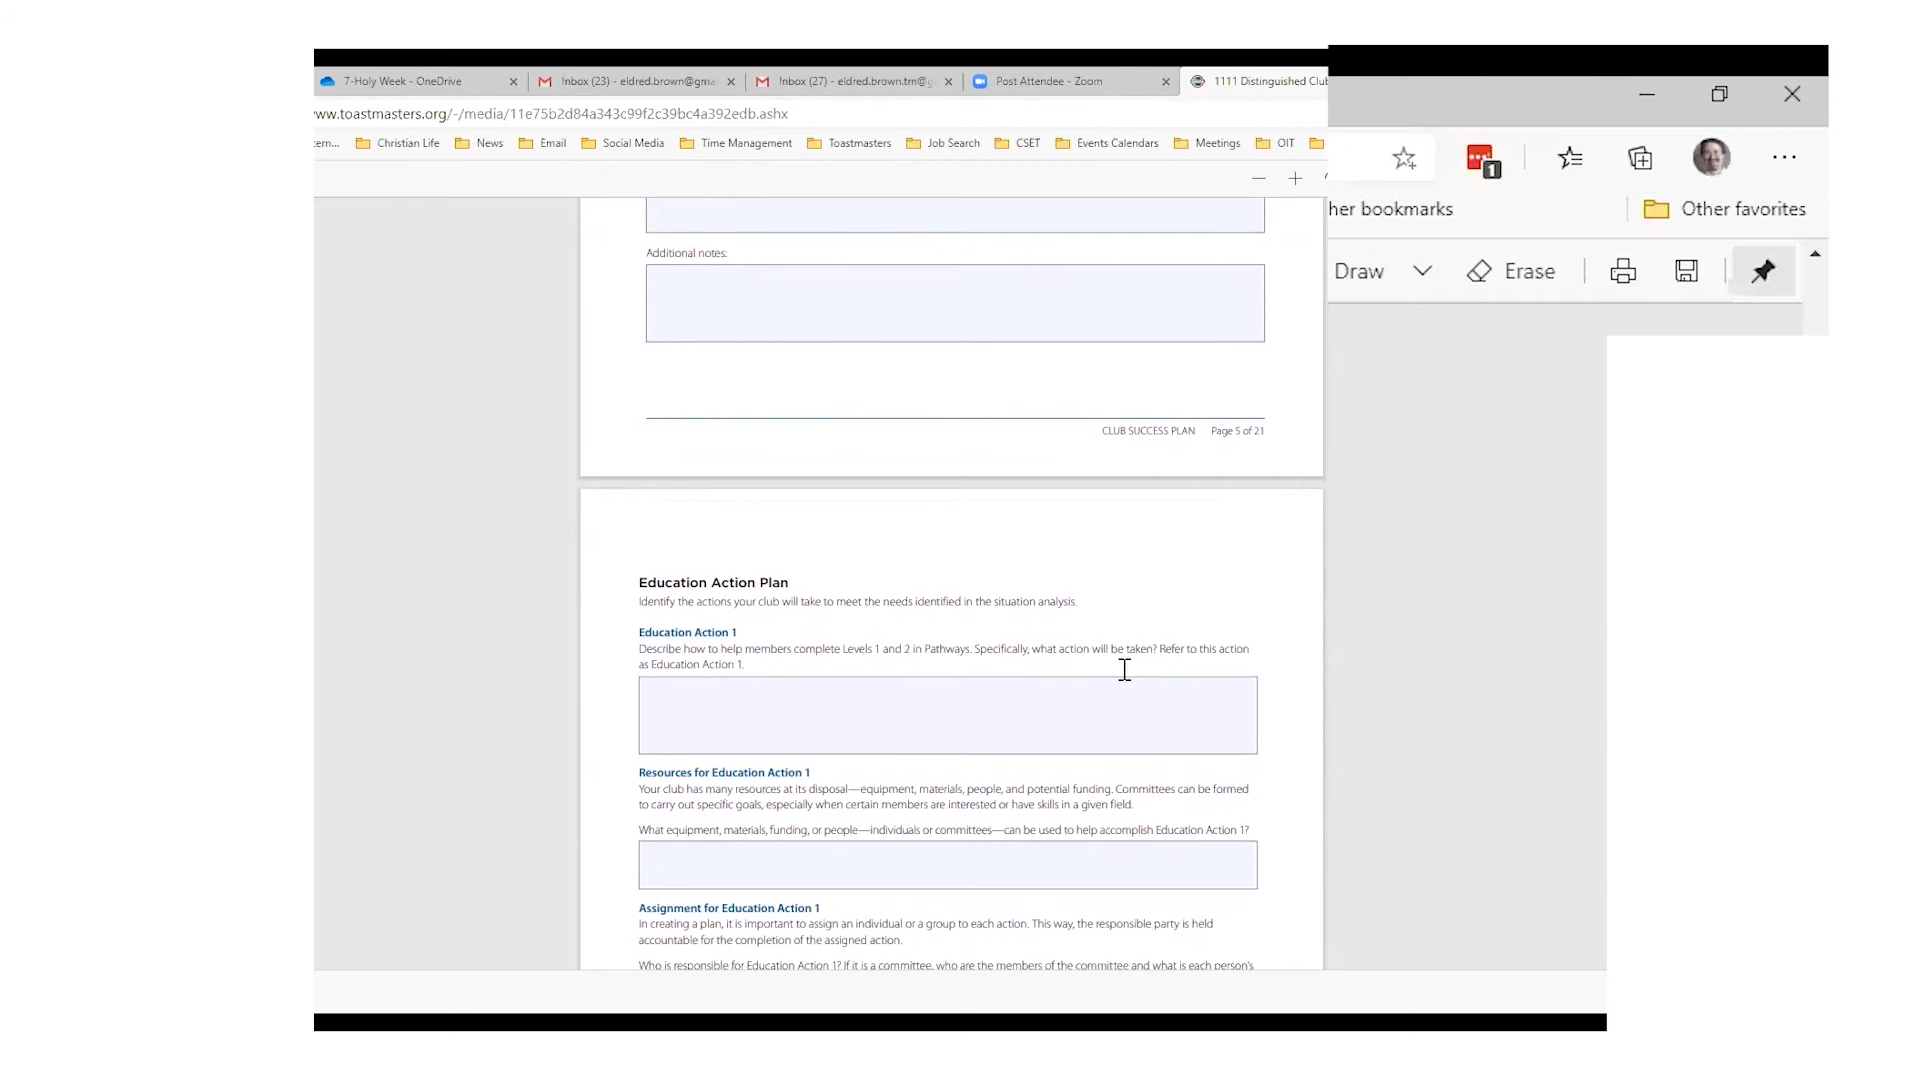 7-Holy Week - OneDrive
Inbox (23) - eldred.brown@gma
Inbox (27) - eldred.brown.tm@g
Post Attendee - Zoom
1111 Distinguished Club
www.toastmasters.org/-/media/11e75b2d84a343c99f2c39bc4a392edb.ashx
tern...
Christian Life
News
Email
Social Media
Time Management
Toastmasters
Job Search
CSET
Events Calendars
Meetings
OIT
1
her bookmarks
Other favorites
Draw
Erase
Additional notes:
CLUB SUCCESS PLAN Page 5 of 21
Education Action Plan
Identify the actions your club will take to meet the needs identified in the situation analysis.
Education Action 1
Describe how to help members complete Levels 1 and 2 in Pathways. Specifically, what action will be taken? Refer to this action
as Education Action 1.
Resources for Education Action 1
Your club has many resources at its disposal—equipment, materials, people, and potential funding. Committees can be formed
to carry out specific goals, especially when certain members are interested or have skills in a given field.
What equipment, materials, funding, or people—individuals or committees—can be used to help accomplish Education Action 1?
Assignment for Education Action 1
In creating a plan, it is important to assign an individual or a group to each action. This way, the responsible party is held
accountable for the completion of the assigned action.
Who is responsible for Education Action 1? If it is a committee, who are the members of the committee and what is each person's